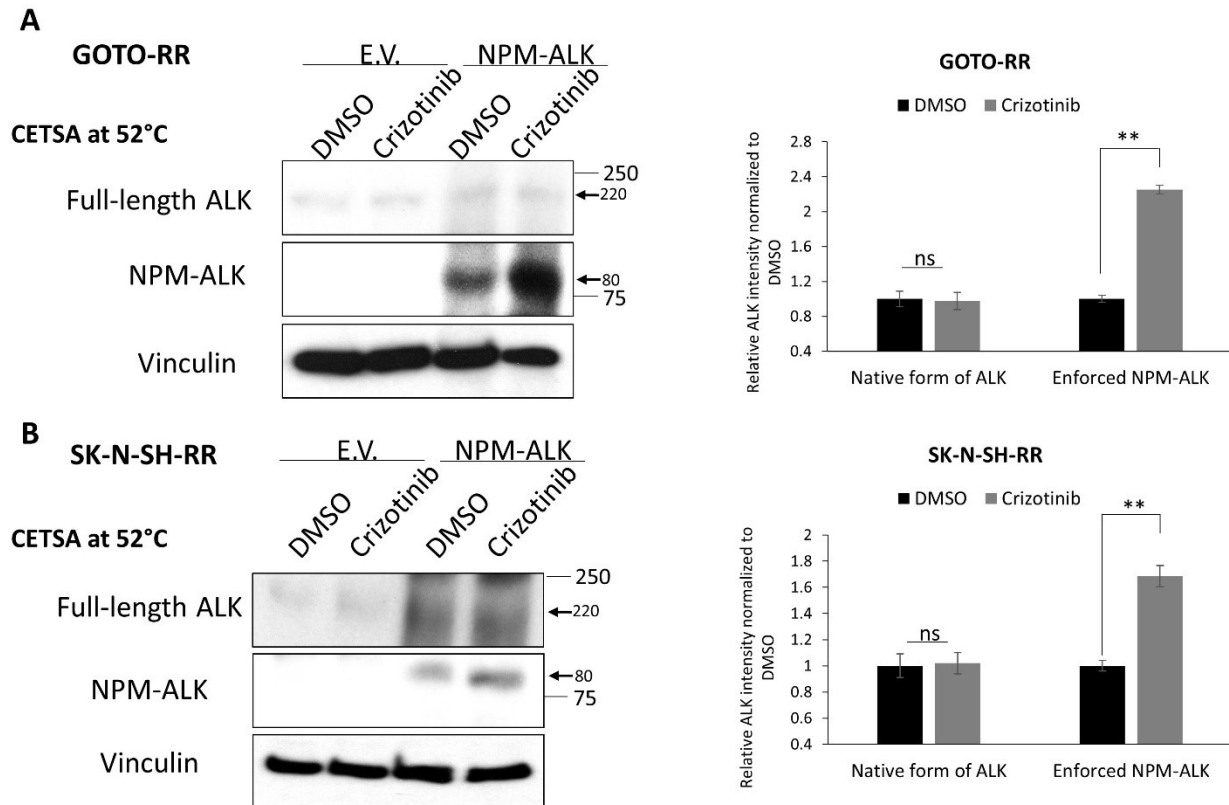 A
GOTO-RR
E.V.
NPM-ALK
DMSO
Crizotinib
DMSO
Crizotinib
CETSA at 52°C
250
Full-length ALK
220
NPM-ALK
80
75
Vinculin
GOTO-RR
DMSO
Crizotinib
Relative ALK intensity normalized to
DMSO
2.8
2.4
2
1.6
1.2
0.8
0.4
ns
**
Native form of ALK
Enforced NPM-ALK
B
SK-N-SH-RR
E.V.
NPM-ALK
DMSO
Crizotinib
DMSO
Crizotinib
CETSA at 52°C
250
Full-length ALK
220
NPM-ALK
80
75
Vinculin
SK-N-SH-RR
DMSO
Crizotinib
Relative ALK intensity normalized to
DMSO
2
1.8
1.6
1.4
1.2
1
0.8
0.6
0.4
ns
**
Native form of ALK
Enforced NPM-ALK